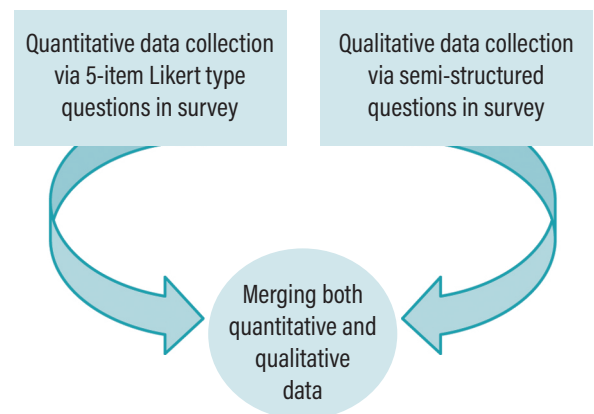 Quantitative data collection
via 5-item Likert type
questions in survey
Qualitative data collection
via semi-structured
questions in survey
Merging both
quantitative and
qualitative
data